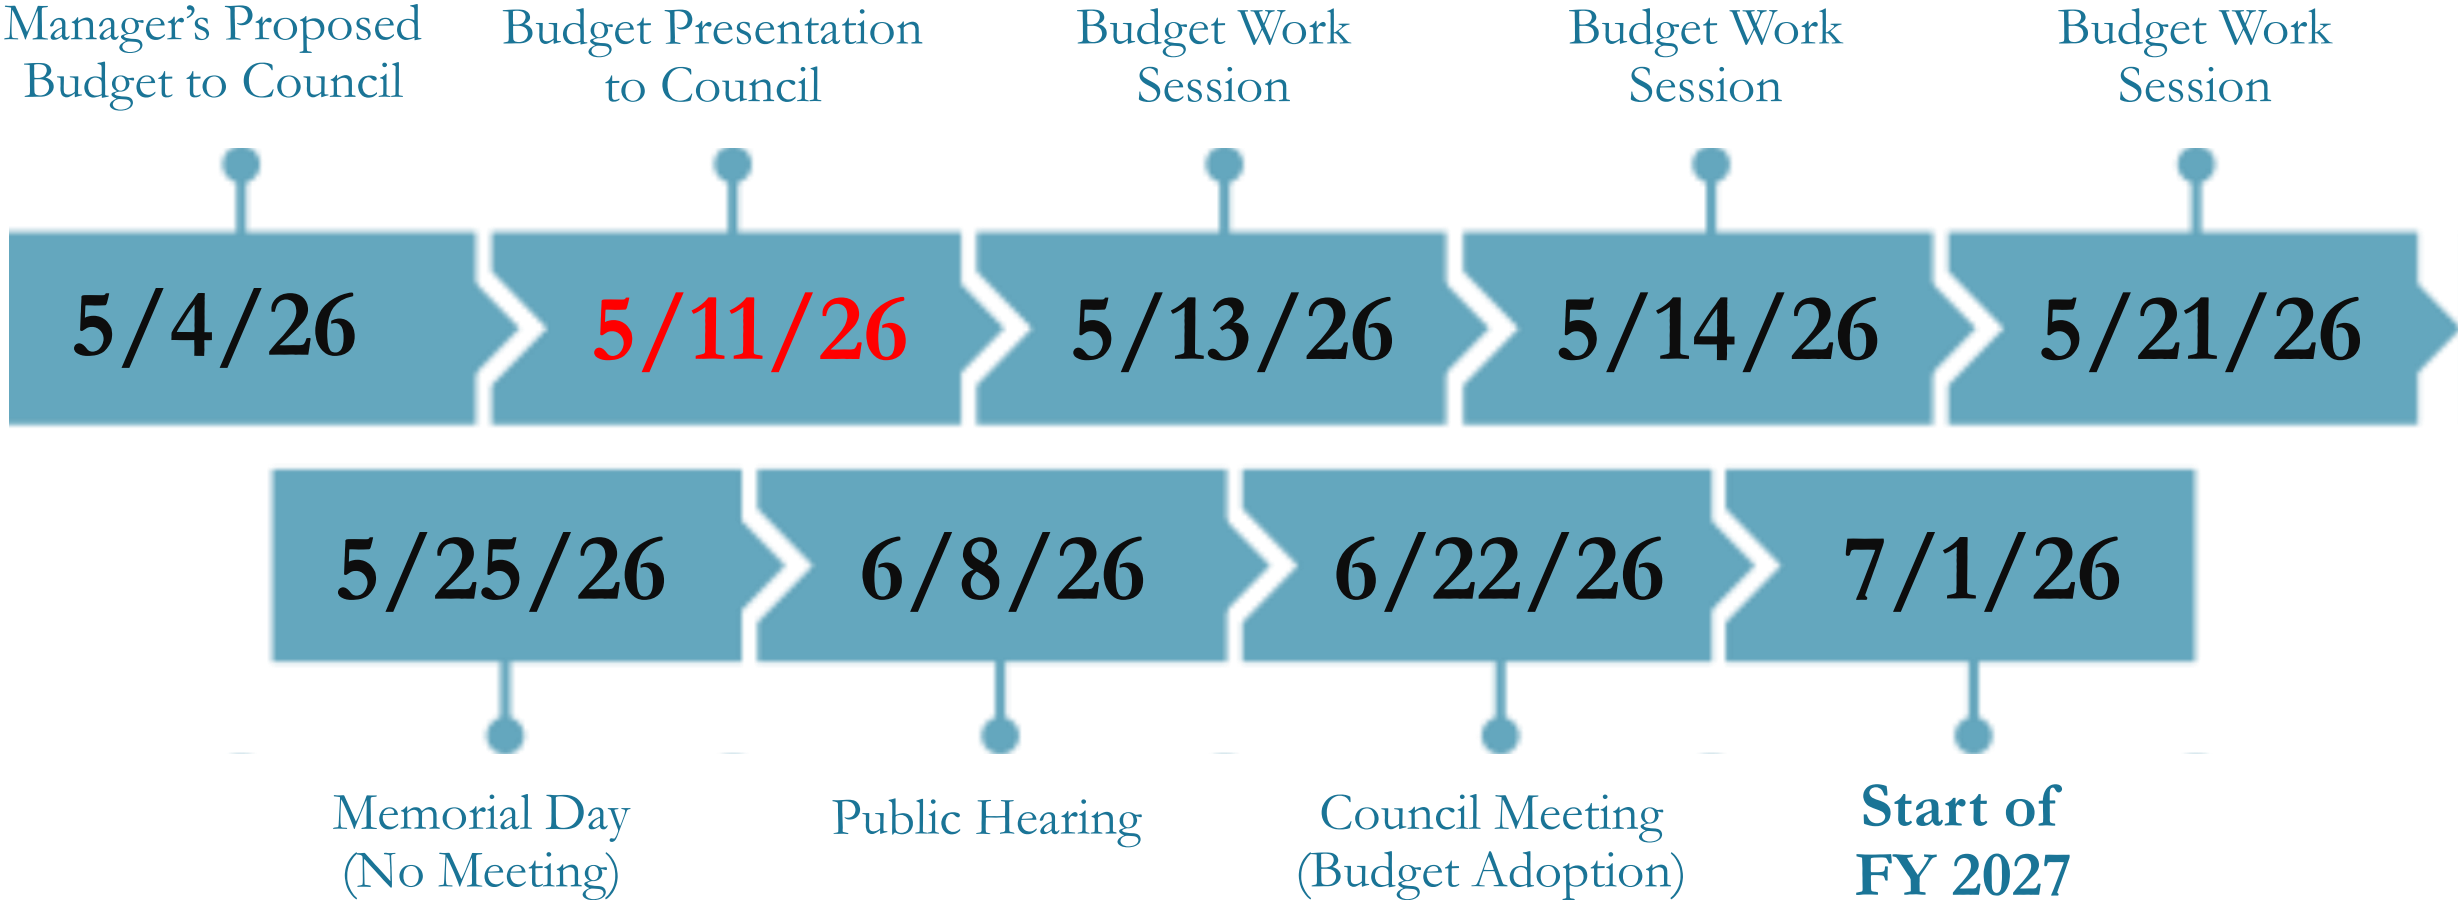 Manager’s Proposed
Budget to Council
Budget Presentation
to Council
Budget Work
Session
Budget Work
Session
Budget Work
Session
5/4/26
5/11/26
5/13/26
5/14/26
5/21/26
5/25/26
6/8/26
6/22/26
7/1/26
Memorial Day
(No Meeting)
Public Hearing
Council Meeting
(Budget Adoption)
Start of
FY 2027